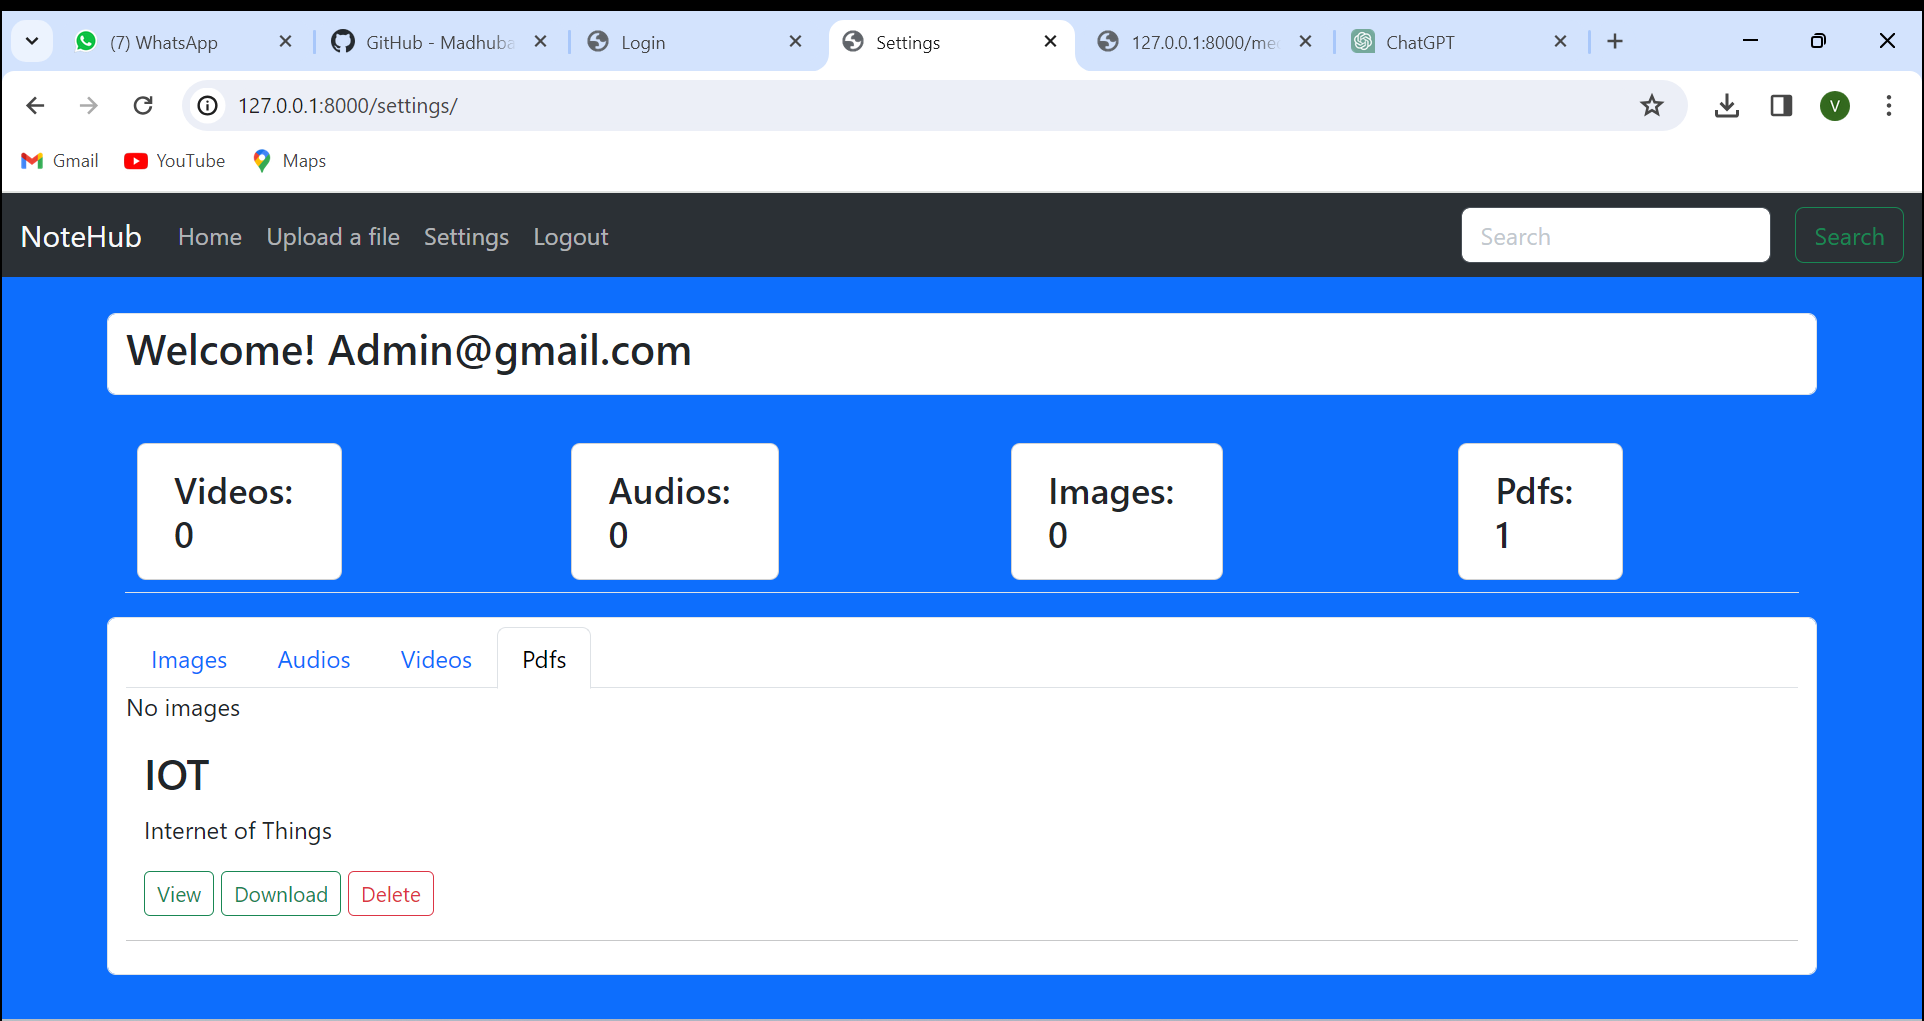 (7) WhatsApp GitHub - Madhuba Login Settings 127.0.0.1:8000/med ChatGPT
127.0.0.1:8000/settings/ V
Gmail YouTube Maps
NoteHub Home Upload a file Settings Logout Search Search
Welcome! Admin@gmail.com
Videos: Audios: Images: Pdfs:
0 0 0 1
Images Audios Videos Pdfs
No images
IOT
Internet of Things
View Download Delete